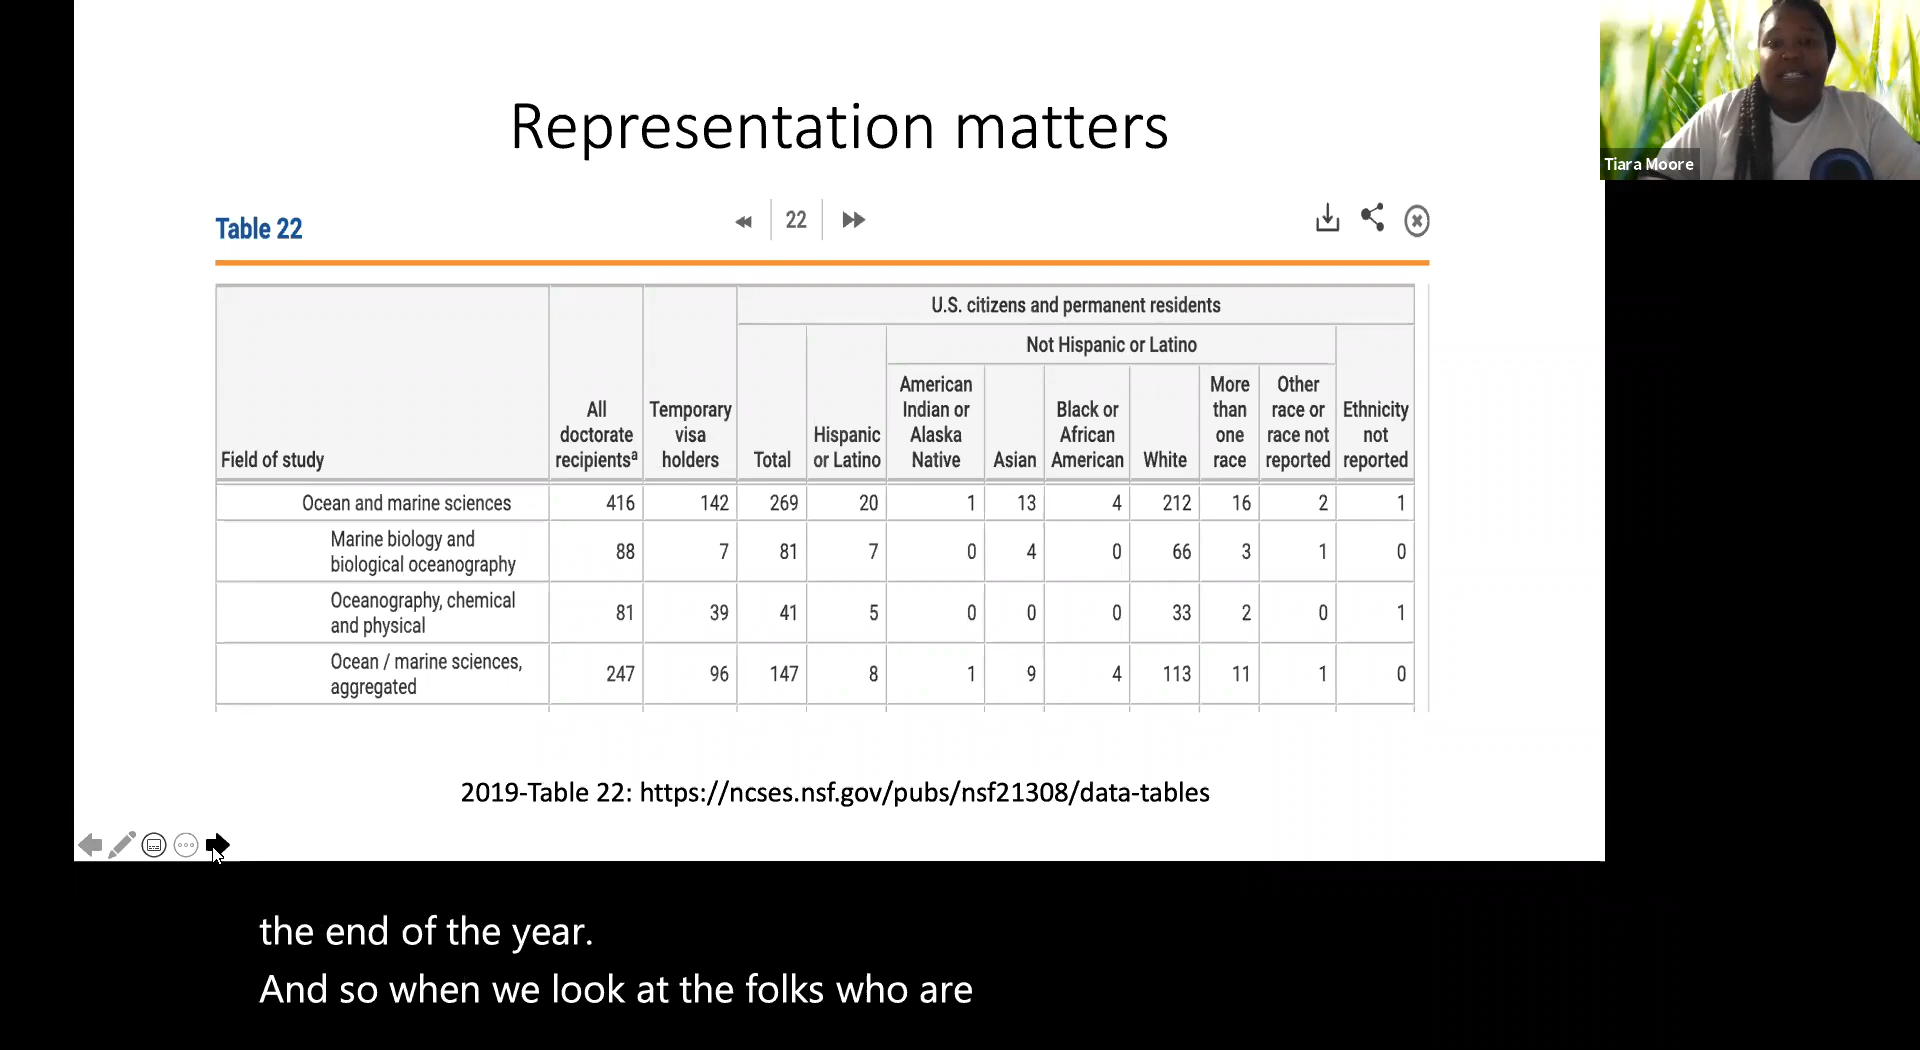 Representation matters
Tiara Moore
Table 22
22
U.S. citizens and permanent residents
Not Hispanic or Latino
Field of study
All doctorate recipientsª
Temporary visa holders
Total
Hispanic or Latino
American Indian or Alaska Native
Asian
Black or African American
White
More than one race
Other race or race not reported
Ethnicity not reported
Ocean and marine sciences 416 142 269 20 1 13 4 212 16 2 1
Marine biology and biological oceanography 88 7 81 7 0 4 0 66 3 1 0
Oceanography, chemical and physical 81 39 41 5 0 0 0 33 2 0 1
Ocean / marine sciences, aggregated 247 96 147 8 1 9 4 113 11 1 0
2019-Table 22: https://ncses.nsf.gov/pubs/nsf21308/data-tables
the end of the year.
And so when we look at the folks who are